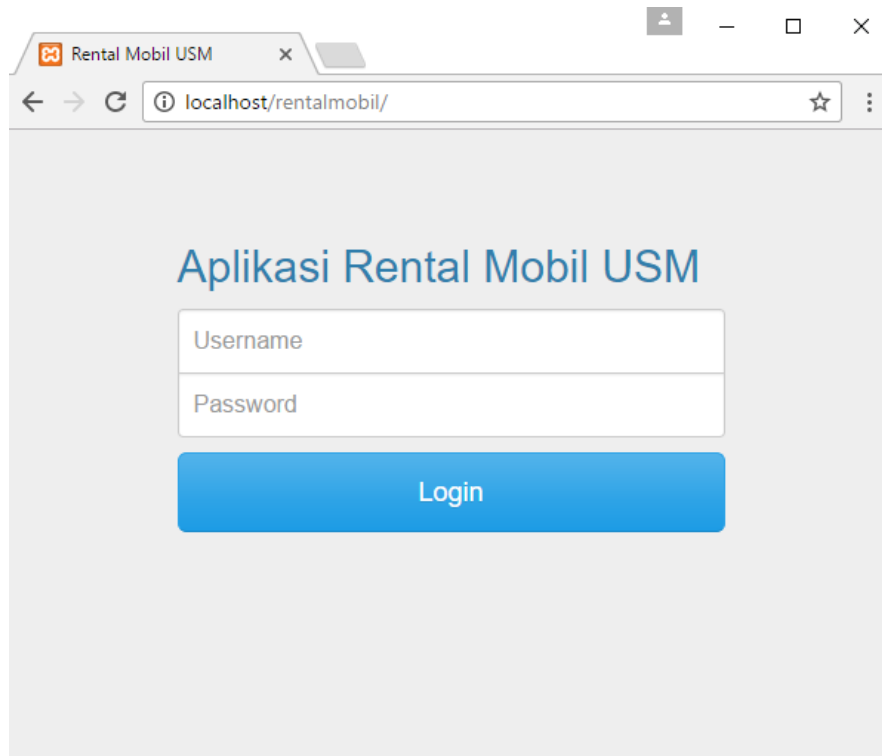 Rental Mobil USM
localhost/rentalmobil/
Aplikasi Rental Mobil USM
Username
Password
Login